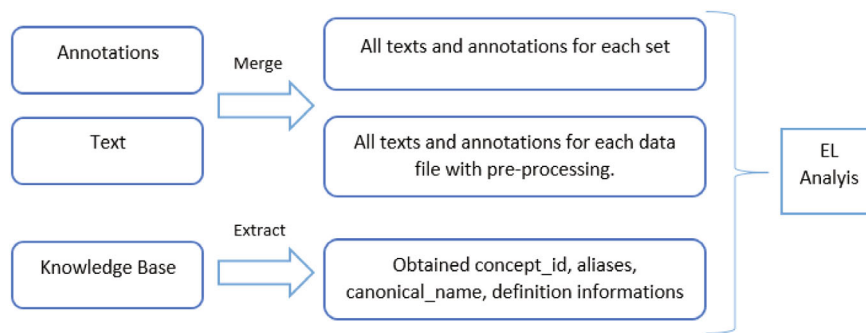 Annotations
Merge
All texts and annotations for each set
Text
All texts and annotations for each data
file with pre-processing.
EL
Analyis
Knowledge Base
Extract
Obtained concept_id, aliases,
canonical_name, definition informations